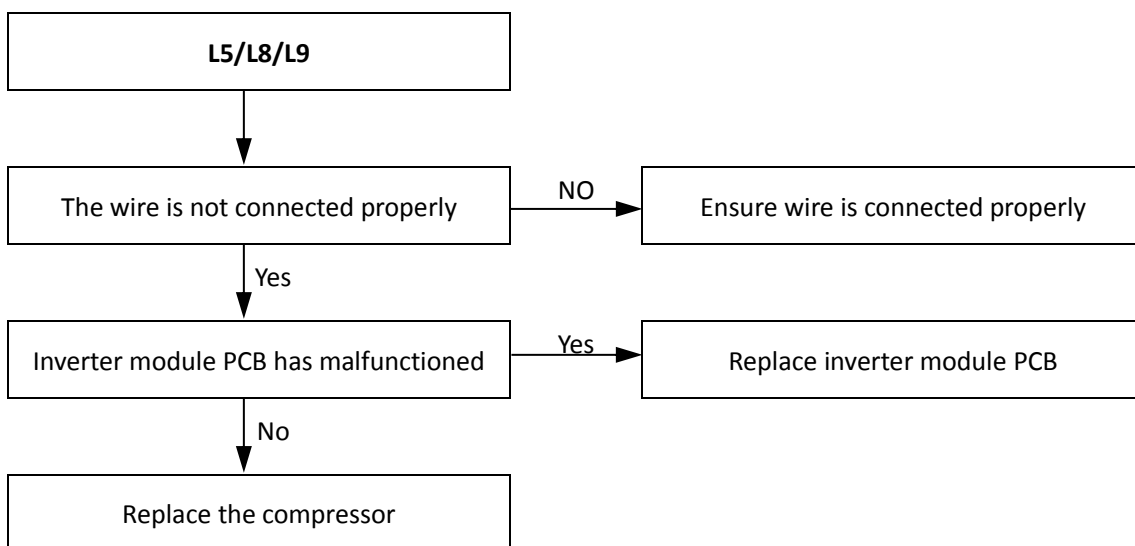 L5/L8/L9
The wire is not connected properly
NO
Ensure wire is connected properly
Yes
Inverter module PCB has malfunctioned
Yes
Replace inverter module PCB
No
Replace the compressor